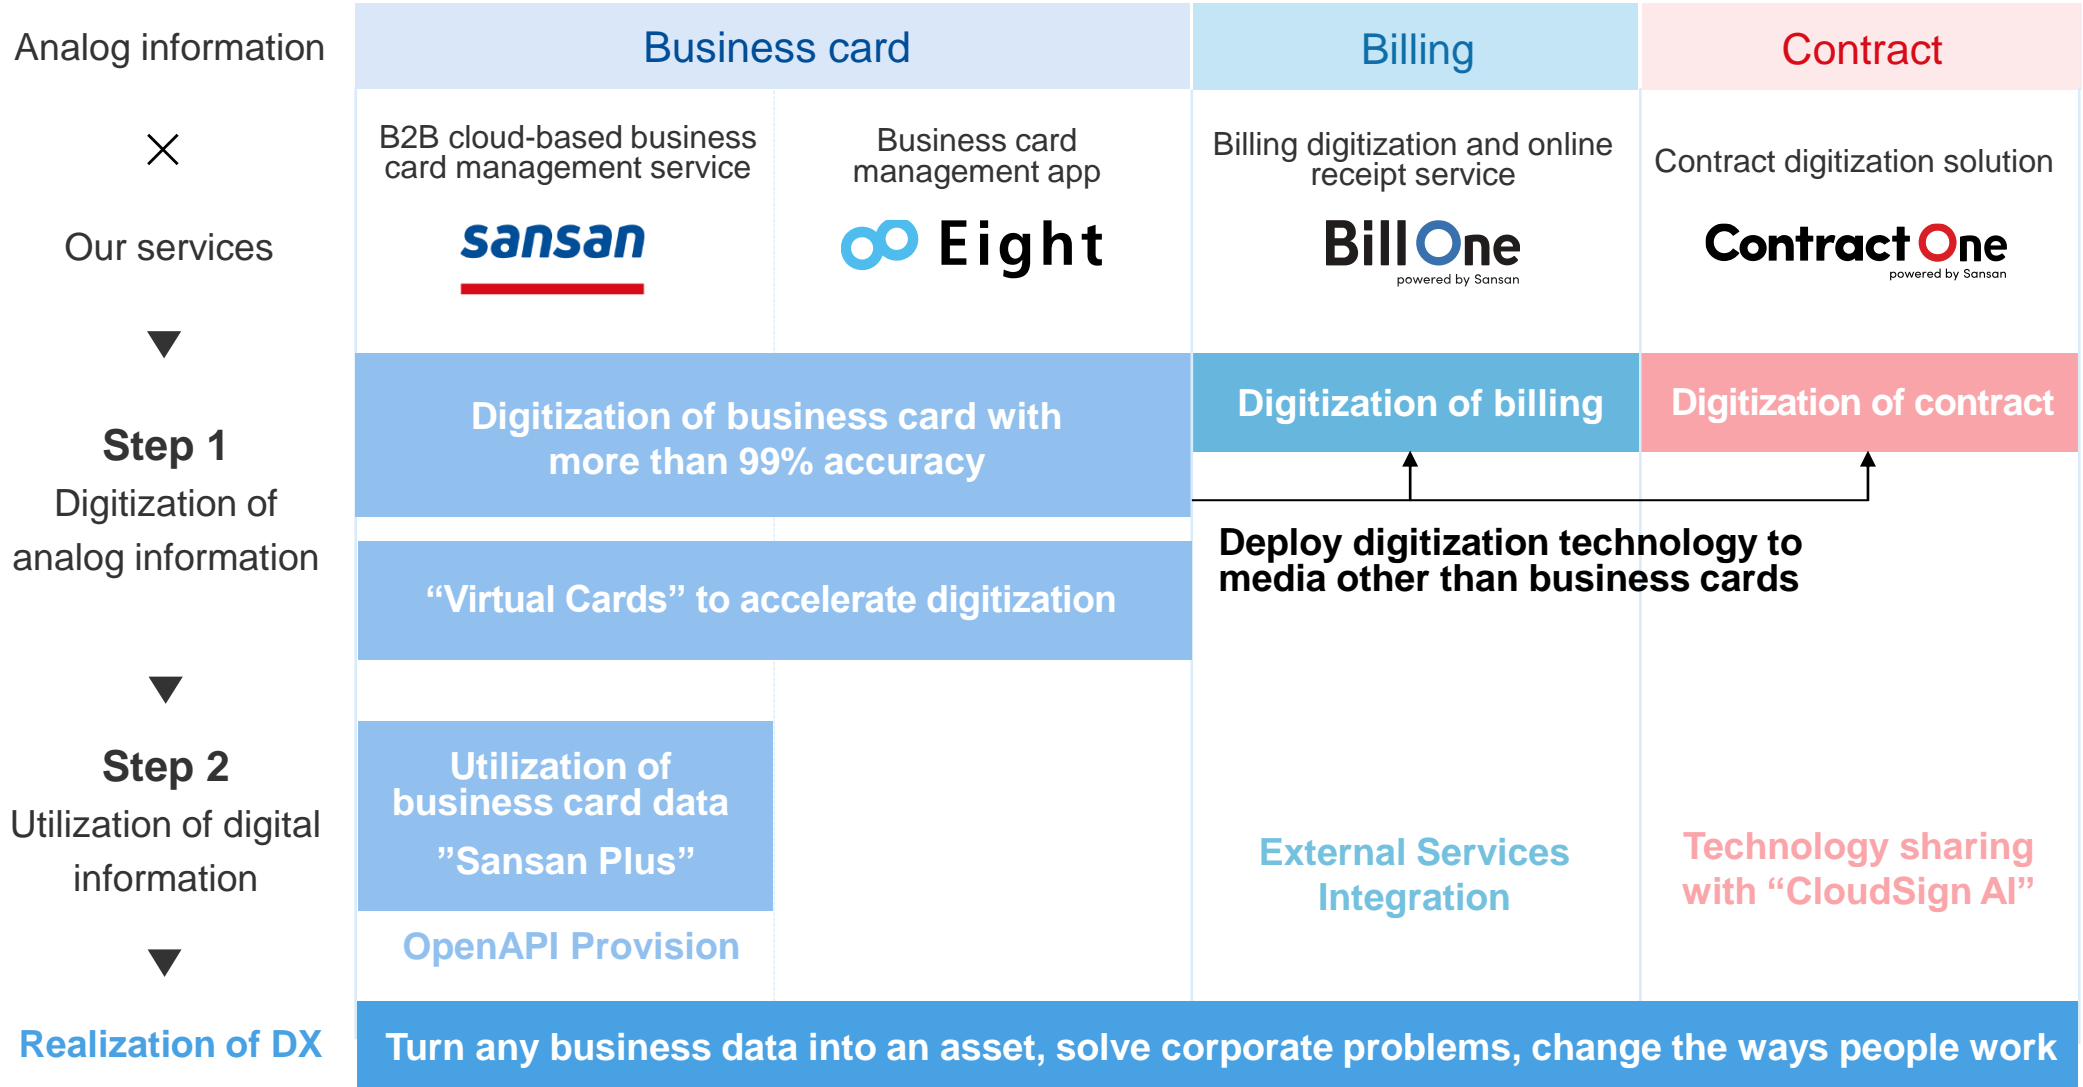 Analog information
Business card
Billing
Contract
B2B cloud-based business
card management service
Business card
management app
Billing digitization and online
receipt service
Contract digitization solution
Our services
sansan
Eight
Bill One
powered by Sansan
Contract One
powered by Sansan
Step 1
Digitization of
analog information
Digitization of business card with
more than 99% accuracy
Digitization of billing
Digitization of contract
Deploy digitization technology to
media other than business cards
“Virtual Cards” to accelerate digitization
Step 2
Utilization of digital
information
Utilization of
business card data
”Sansan Plus”
OpenAPI Provision
External Services
Integration
Technology sharing
with “CloudSign AI”
Realization of DX
Turn any business data into an asset, solve corporate problems, change the ways people work